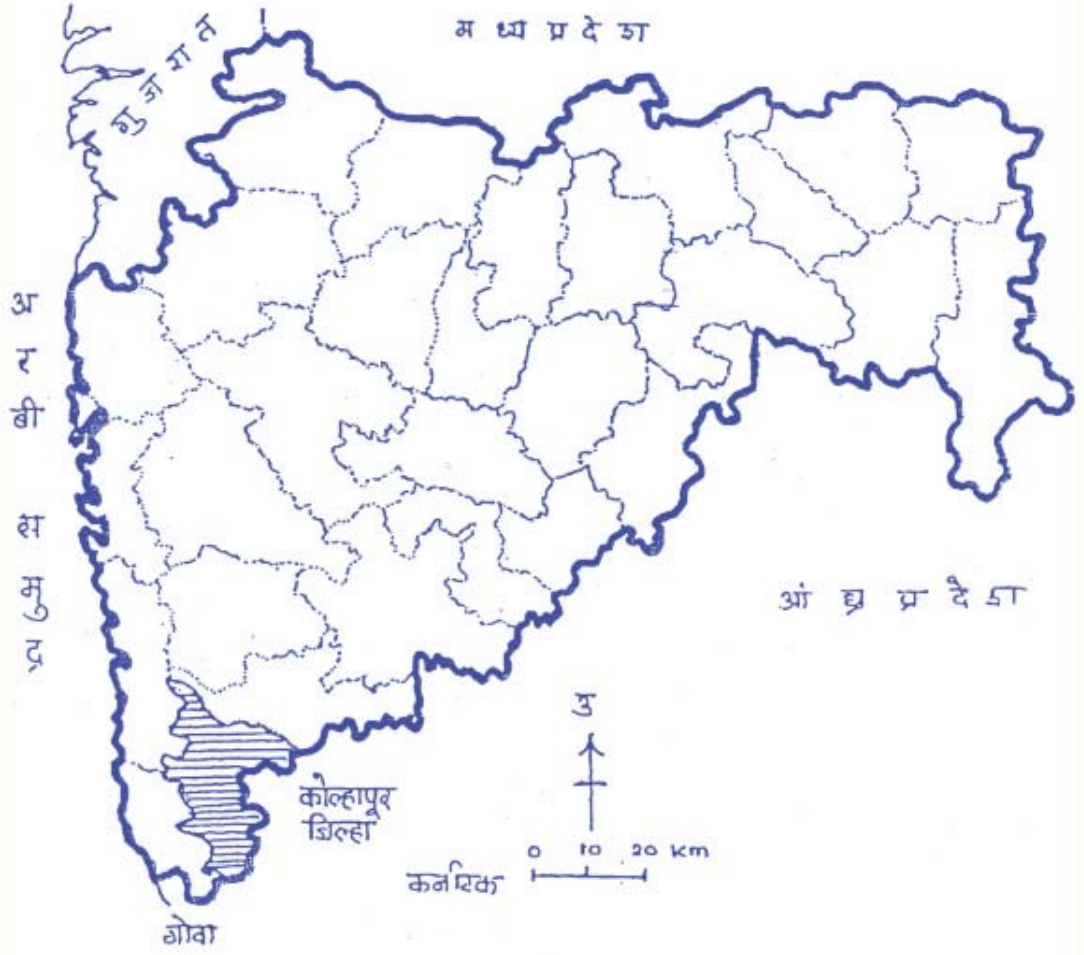 मध्य प्रदेश
गुजरात
अरबी समुद्र
आंध्र प्रदेश
उ
कोल्हापूर
जिल्हा
0 10 20 Km
कर्नाटक
गोवा